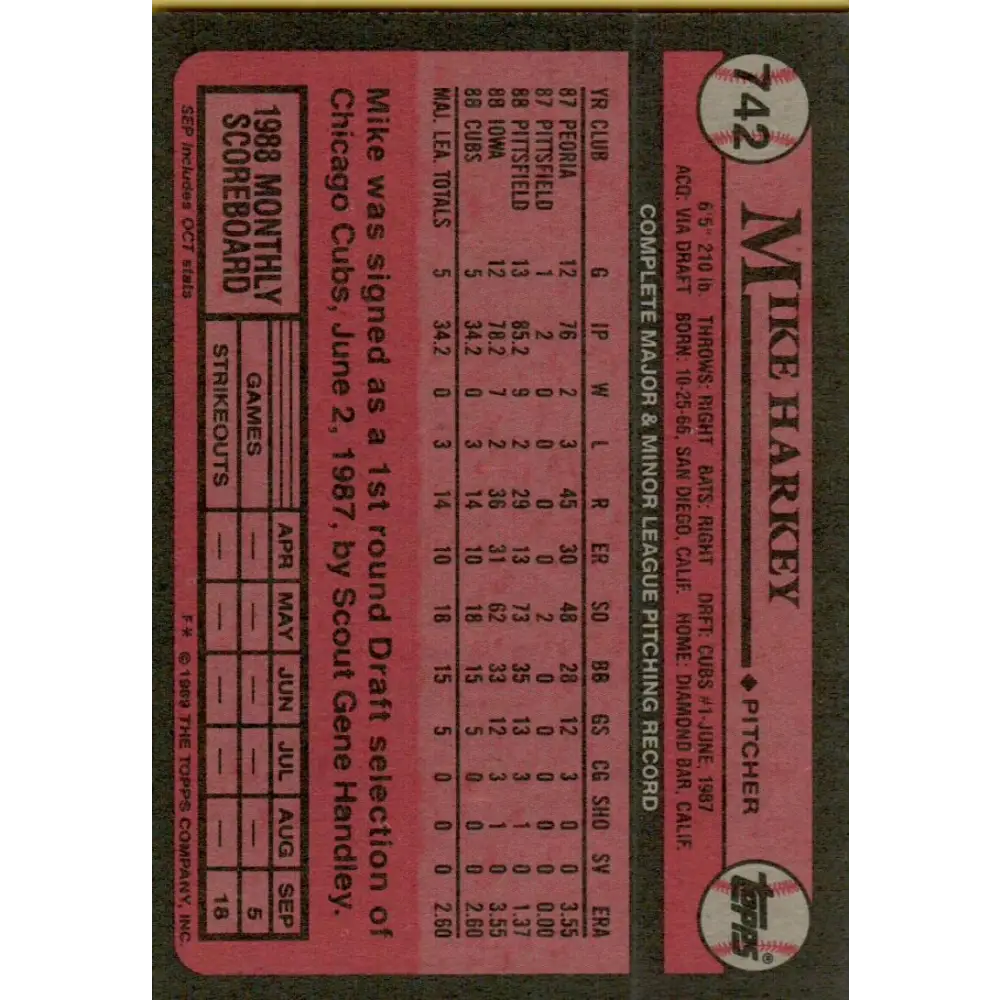 742
MIKE HARKEY ♦ PITCHER
topps®
6'5" 210 lb. THROWS: RIGHT BATS: RIGHT DRFT: CUBS #1-JUNE, 1987
ACQ: VIA DRAFT BORN: 10-25-66, SAN DIEGO, CALIF. HOME: DIAMOND BAR, CALIF.
COMPLETE MAJOR & MINOR LEAGUE PITCHING RECORD
YR CLUB G IP W L R ER SO BB GS CG SHO SV ERA
87 PEORIA 12 76 2 3 45 30 48 28 12 3 0 0 3.55
87 PITTSFIELD 1 2 0 0 0 0 2 0 0 0 0 0 0.00
88 PITTSFIELD 13 85.2 9 2 29 13 73 35 13 3 1 0 1.37
88 IOWA 12 78.2 7 2 36 31 62 33 12 3 1 0 3.55
88 CUBS 5 34.2 0 3 14 10 18 15 5 0 0 0 2.60
MAJ. LEA. TOTALS 5 34.2 0 3 14 10 18 15 5 0 0 0 2.60
Mike was signed as a 1st round Draft selection of
Chicago Cubs, June 2, 1987, by Scout Gene Handley.
1988 MONTHLY
SCOREBOARD
APR MAY JUN JUL AUG SEP
GAMES — — — — — 5
STRIKEOUTS — — — — — 18
SEP includes OCT stats
F* © 1989 THE TOPPS COMPANY, INC.